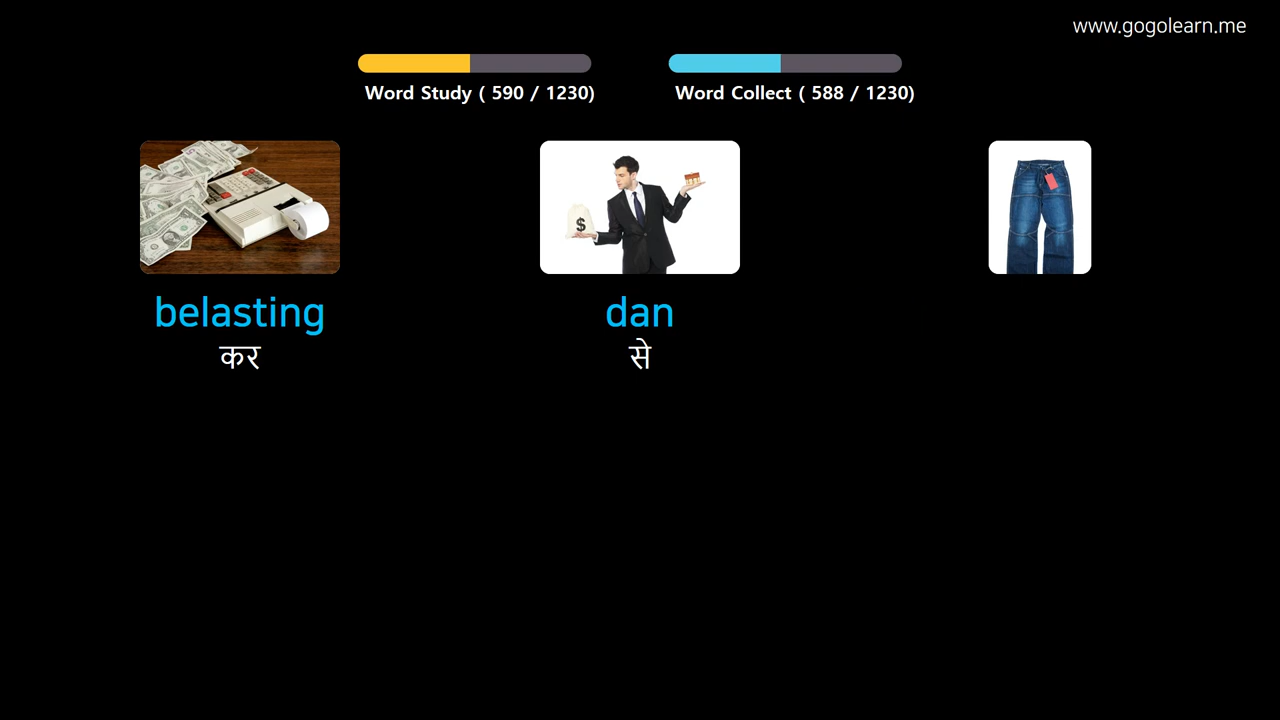 www.gogolearn.me
Word Study ( 590 / 1230)
Word Collect ( 588 / 1230)
belasting
कर
dan
से
$